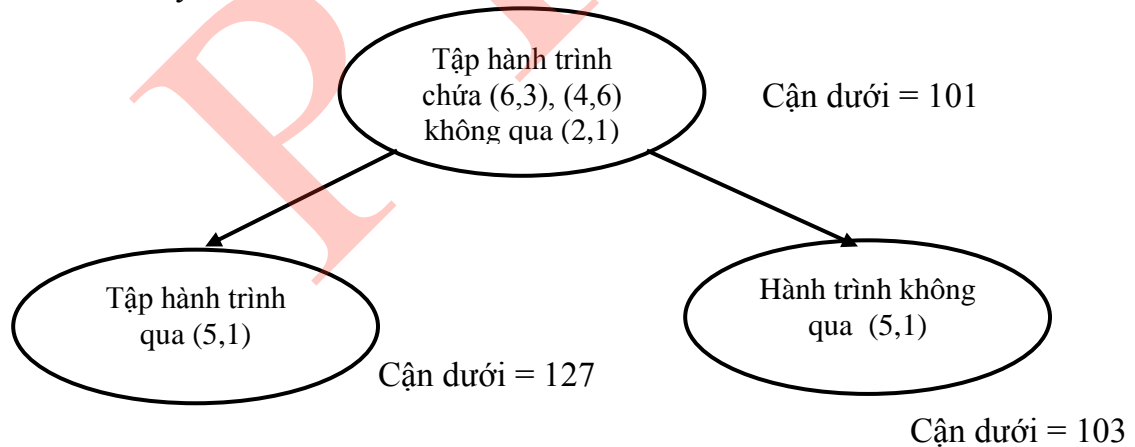 Tập hành trình
chứa (6,3), (4,6)
không qua (2,1)
Cận dưới = 101
Tập hành trình
qua (5,1)
Cận dưới = 127
Hành trình không
qua (5,1)
Cận dưới = 103